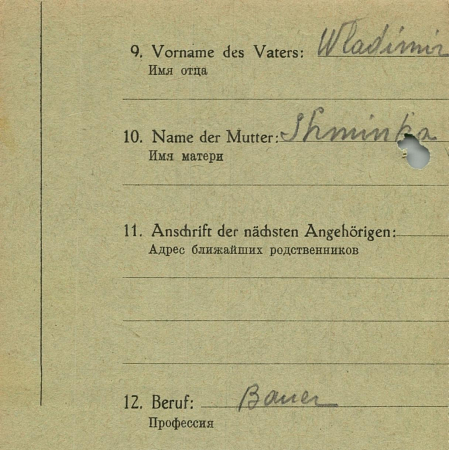 9. Vorname des Vaters: Wladimir
Имя отца
10. Name der Mutter: Shminka
Имя матери
11. Anschrift der nächsten Angehörigen:
Адрес ближайших родственников
12. Beruf: Bauer
Профессия